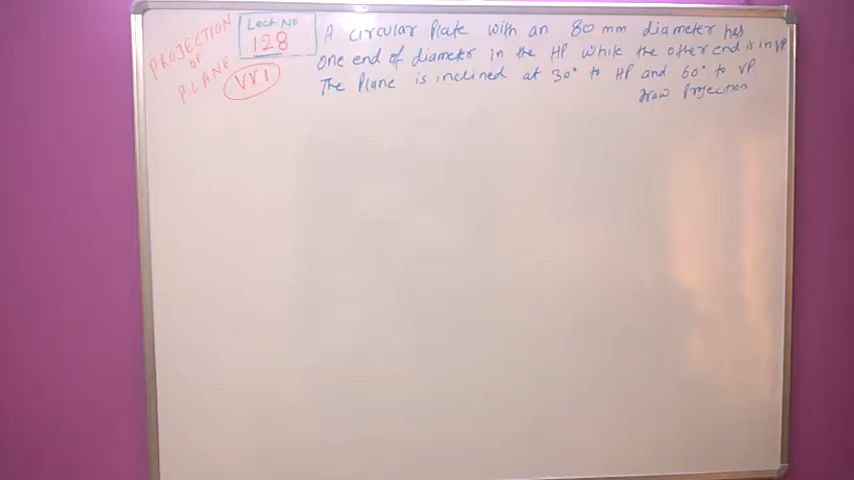 PROJECTION
OF
PLANE
VVI
Lect No
128
A circular Plate with an 80 mm diameter has
one end of diameter in the HP while the other end is in VP
The Plane is inclined at 30° to HP and 60° to VP
Draw Projection